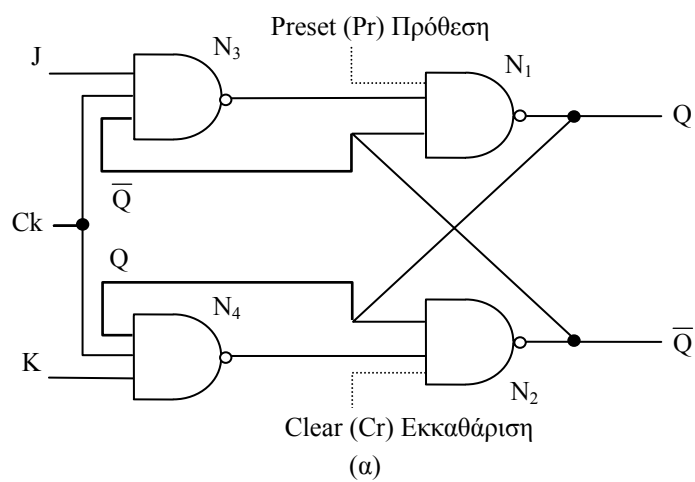 Preset (Pr) Πρόθεση
J
N3
N1
Q
Q̅
Ck
Q
N4
Q̅
K
N2
Clear (Cr) Εκκαθάριση
(α)